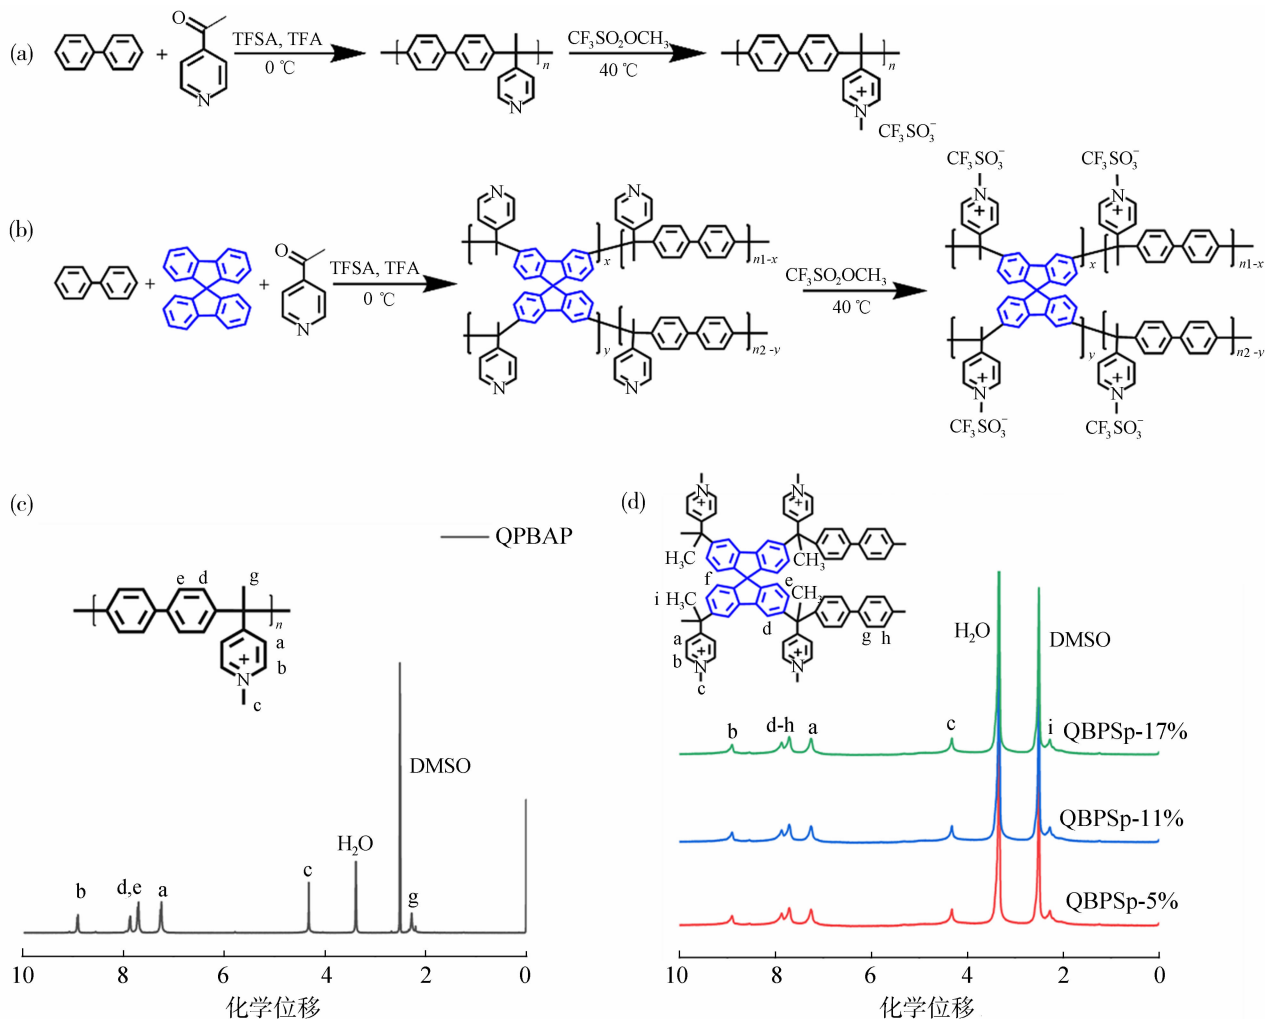 (a)
O
N
+
TFSA, TFA
0 ℃
n
N
CF₃SO₂OCH₃
40 ℃
n
+
N
CF₃SO₃⁻
(b)
+
+
O
N
TFSA, TFA
0 ℃
N
N
x
n1-x
y
n2-y
N
N
CF₃SO₂OCH₃
40 ℃
CF₃SO₃⁻
CF₃SO₃⁻
N
+
N
+
x
n1-x
y
n2-y
+
N
+
N
CF₃SO₃⁻
CF₃SO₃⁻
(c)
QPBAP
e
d
g
n
a
+
b
N
c
DMSO
H₂O
b
d,e
a
c
g
10
8
6
4
2
0
化学位移
(d)
N
+
N
+
H₃C
CH₃
f
e
i H₃C
CH₃
d
g
h
a
b
+
N
c
+
N
H₂O
DMSO
b
d-h
a
c
i
QBPSp-17%
QBPSp-11%
QBPSp-5%
10
8
6
4
2
0
化学位移